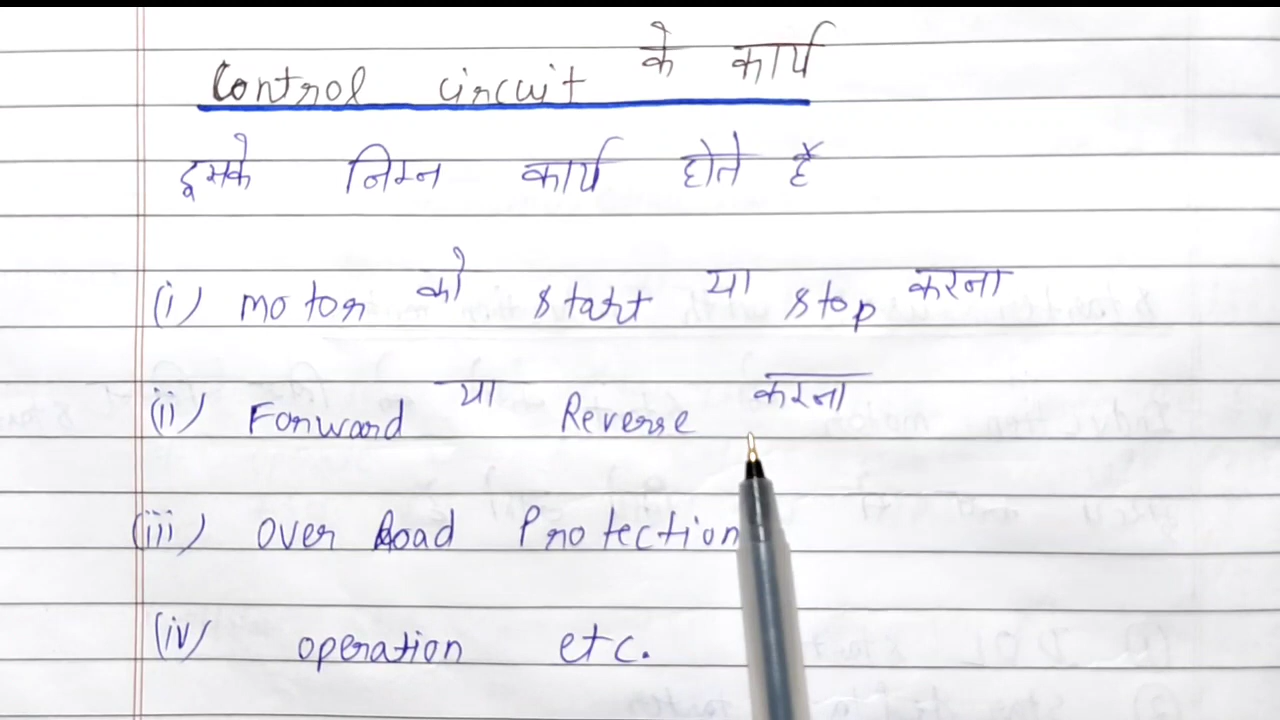 Control circuit के कार्य
इसके निम्न कार्य होते हैं
(i) motor को start या stop करना
(ii) Forward या Reverse करना
(iii) over load Protection
(iv) operation etc.